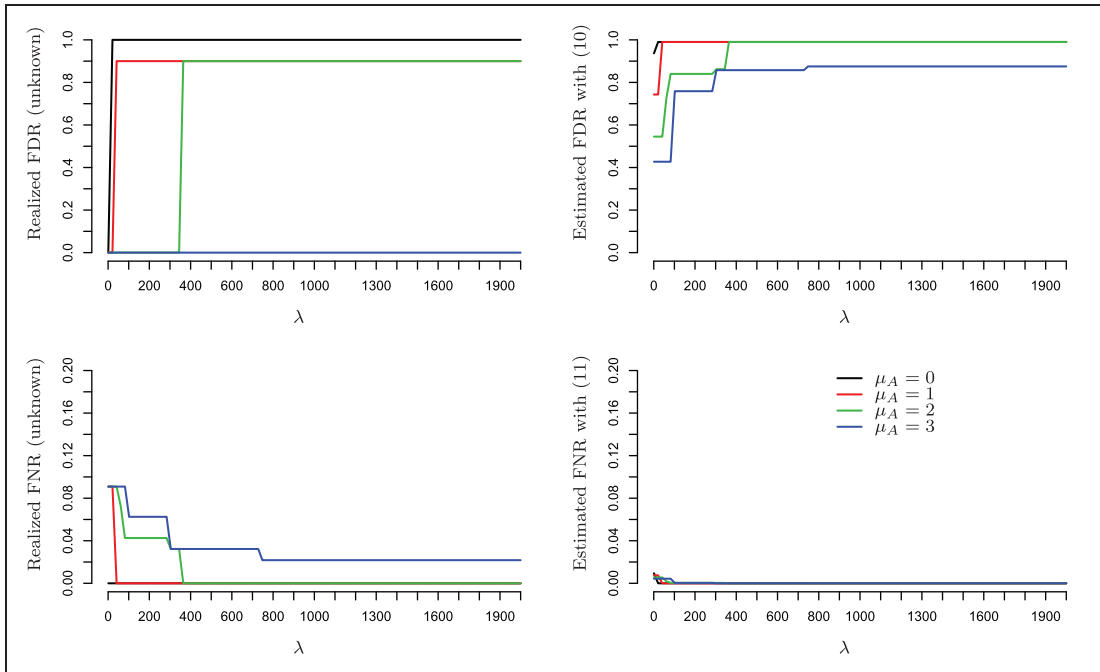 Realized FDR (unknown)
0.0
0.2
0.4
0.6
0.8
1.0
0 200 400 600 800 1000 1300 1600 1900
λ
Estimated FDR with (10)
0.0
0.2
0.4
0.6
0.8
1.0
0 200 400 600 800 1000 1300 1600 1900
λ
Realized FNR (unknown)
0.00
0.04
0.08
0.12
0.16
0.20
0 200 400 600 800 1000 1300 1600 1900
λ
Estimated FNR with (11)
0.00
0.04
0.08
0.12
0.16
0.20
μA = 0
μA = 1
μA = 2
μA = 3
0 200 400 600 800 1000 1300 1600 1900
λ